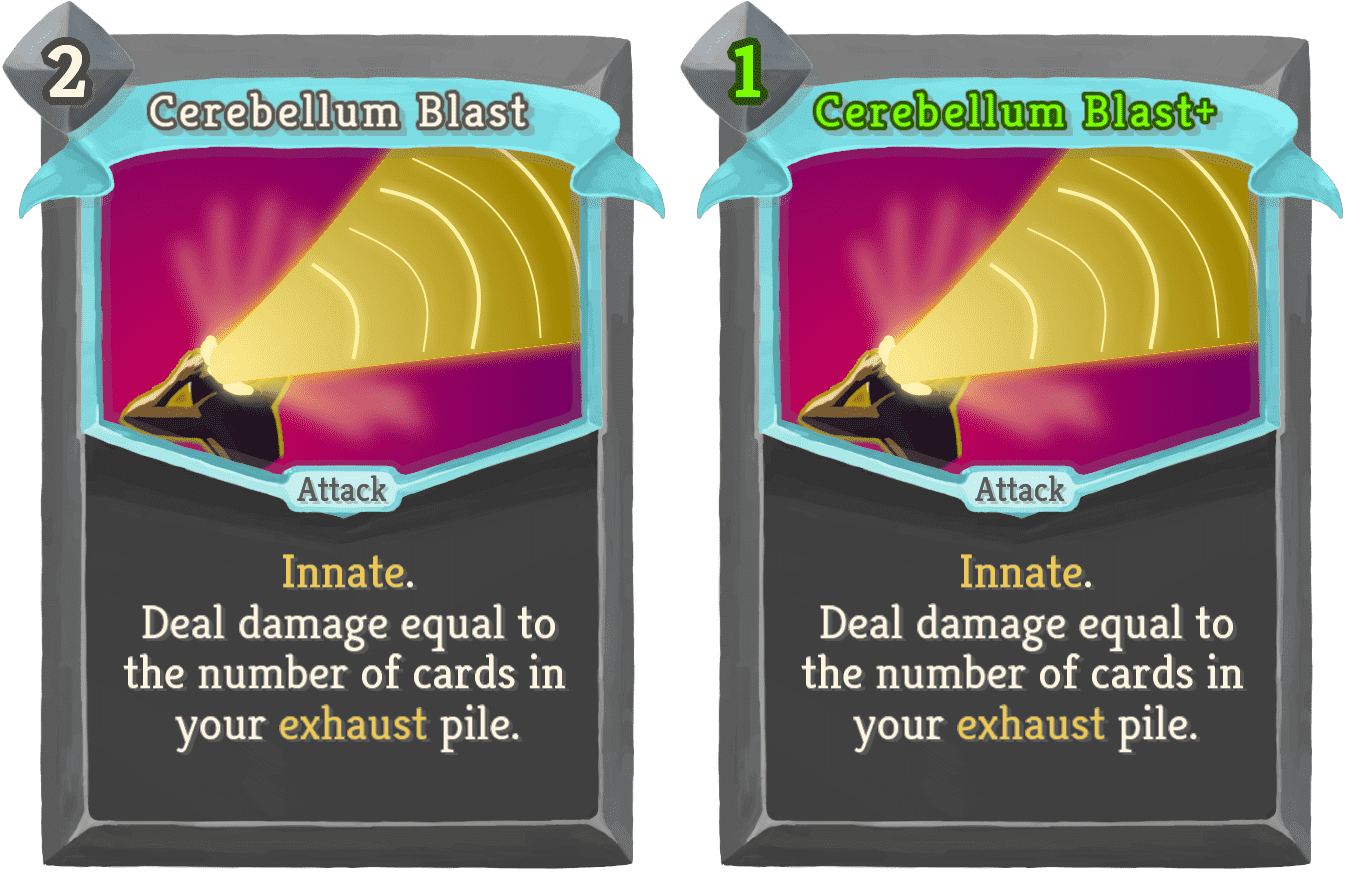 2
Cerebellum Blast
Attack
Innate.
Deal damage equal to
the number of cards in
your exhaust pile.
1
Cerebellum Blast+
Attack
Innate.
Deal damage equal to
the number of cards in
your exhaust pile.